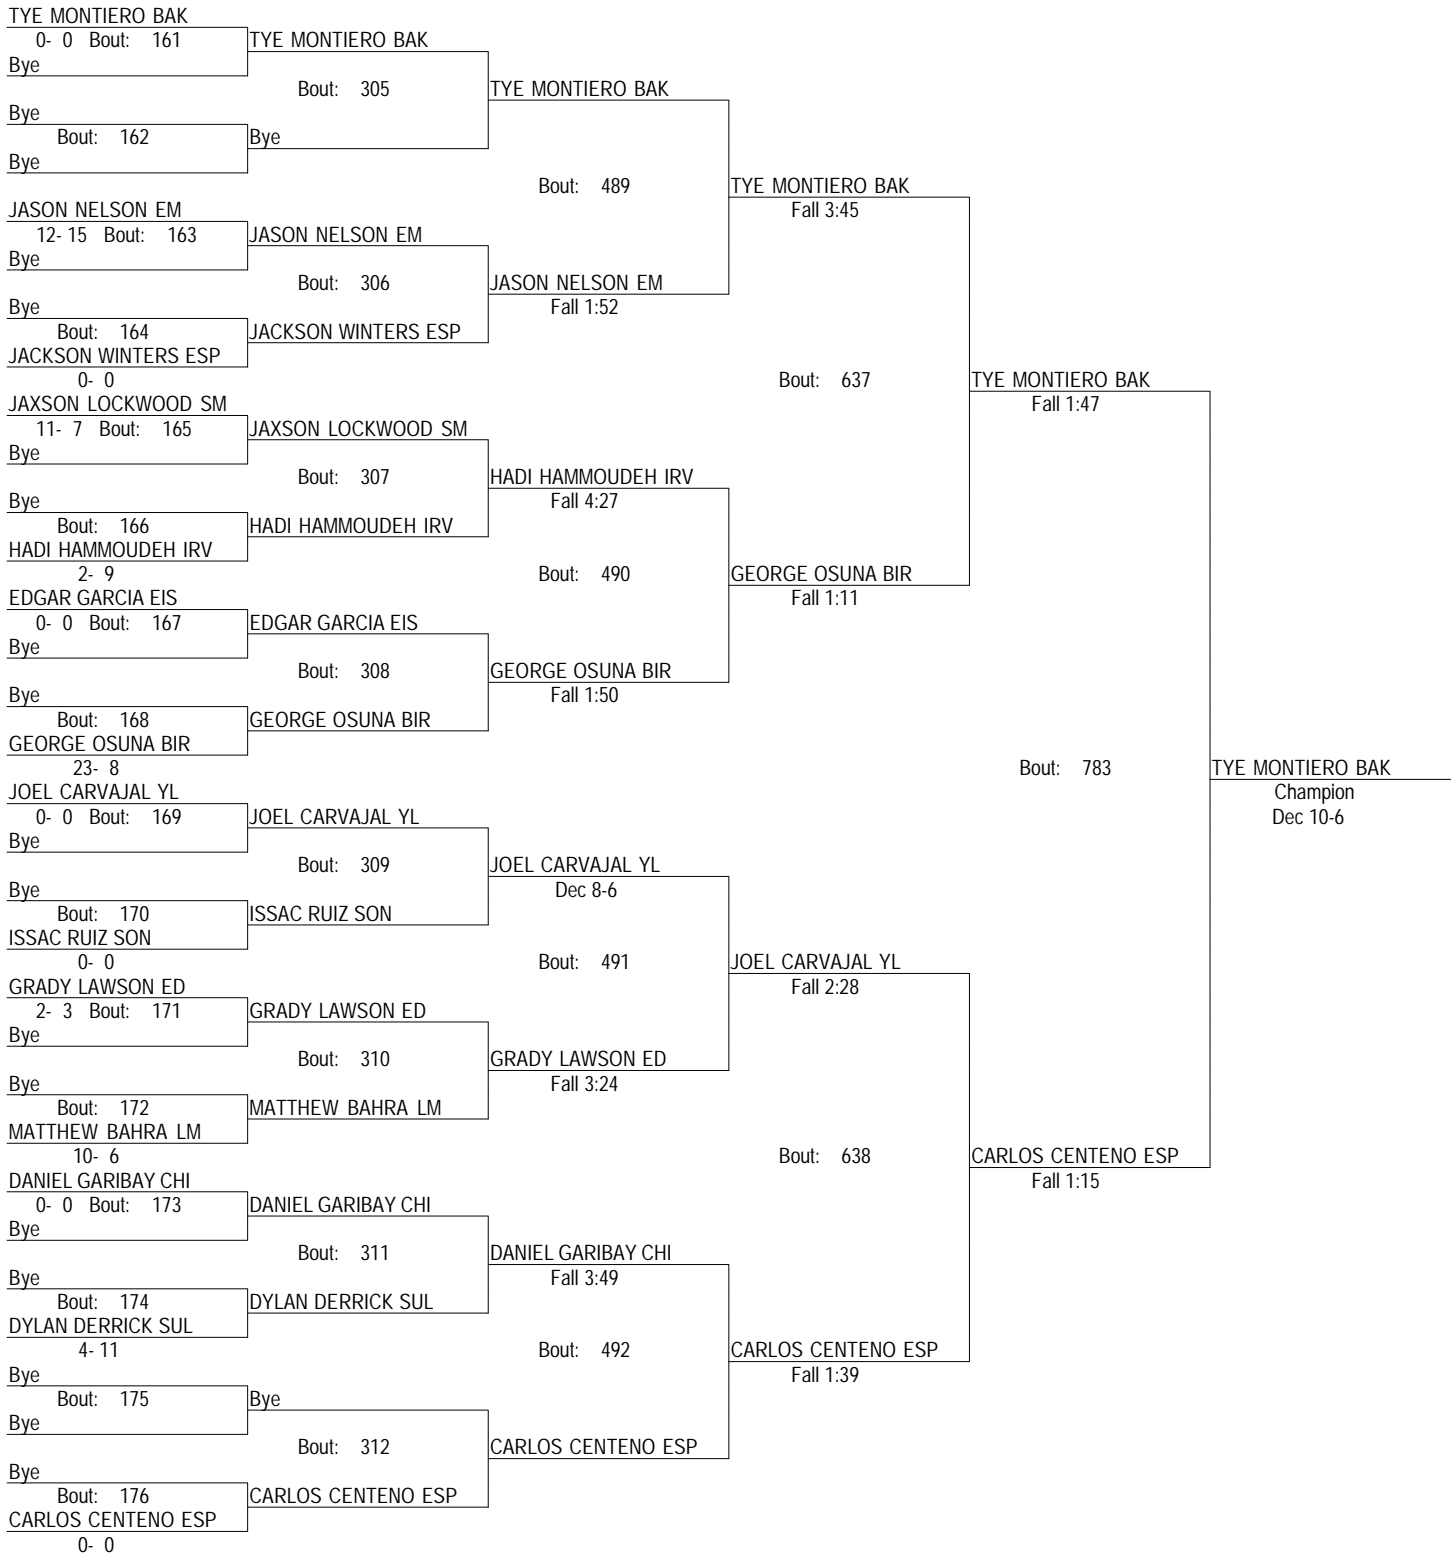 TYE MONTIERO BAK
0- 0 Bout: 161 TYE MONTIERO BAK
Bye
Bout: 305 TYE MONTIERO BAK
Bye
Bout: 162 Bye
Bye
Bout: 489 TYE MONTIERO BAK
Fall 3:45
JASON NELSON EM
12- 15 Bout: 163 JASON NELSON EM
Bye
Bout: 306 JASON NELSON EM
Bye Fall 1:52
Bout: 164 JACKSON WINTERS ESP
JACKSON WINTERS ESP
0- 0 Bout: 637 TYE MONTIERO BAK
JAXSON LOCKWOOD SM Fall 1:47
11- 7 Bout: 165 JAXSON LOCKWOOD SM
Bye
Bout: 307 HADI HAMMOUDEH IRV
Bye Fall 4:27
Bout: 166 HADI HAMMOUDEH IRV
HADI HAMMOUDEH IRV
2- 9 Bout: 490 GEORGE OSUNA BIR
EDGAR GARCIA EIS Fall 1:11
0- 0 Bout: 167 EDGAR GARCIA EIS
Bye
Bout: 308 GEORGE OSUNA BIR
Bye Fall 1:50
Bout: 168 GEORGE OSUNA BIR
GEORGE OSUNA BIR
23- 8 Bout: 783 TYE MONTIERO BAK
JOEL CARVAJAL YL Champion
0- 0 Bout: 169 JOEL CARVAJAL YL Dec 10-6
Bye
Bout: 309 JOEL CARVAJAL YL
Bye Dec 8-6
Bout: 170 ISSAC RUIZ SON
ISSAC RUIZ SON
0- 0 Bout: 491 JOEL CARVAJAL YL
GRADY LAWSON ED Fall 2:28
2- 3 Bout: 171 GRADY LAWSON ED
Bye
Bout: 310 GRADY LAWSON ED
Bye Fall 3:24
Bout: 172 MATTHEW BAHRA LM
MATTHEW BAHRA LM
10- 6 Bout: 638 CARLOS CENTENO ESP
DANIEL GARIBAY CHI Fall 1:15
0- 0 Bout: 173 DANIEL GARIBAY CHI
Bye
Bout: 311 DANIEL GARIBAY CHI
Bye Fall 3:49
Bout: 174 DYLAN DERRICK SUL
DYLAN DERRICK SUL
4- 11 Bout: 492 CARLOS CENTENO ESP
Bye Fall 1:39
Bout: 175 Bye
Bye
Bout: 312 CARLOS CENTENO ESP
Bye
Bout: 176 CARLOS CENTENO ESP
CARLOS CENTENO ESP
0- 0